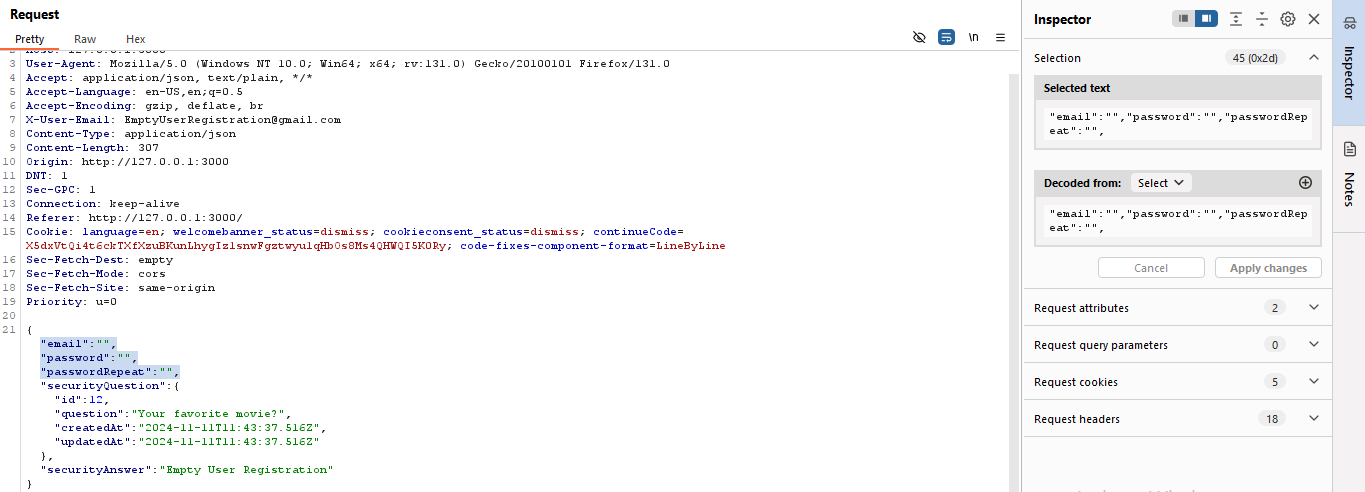 Request
Pretty Raw Hex
\n
3 User-Agent: Mozilla/5.0 (Windows NT 10.0; Win64; x64; rv:131.0) Gecko/20100101 Firefox/131.0
4 Accept: application/json, text/plain, */*
5 Accept-Language: en-US,en;q=0.5
6 Accept-Encoding: gzip, deflate, br
7 X-User-Email: EmptyUserRegistration@gmail.com
8 Content-Type: application/json
9 Content-Length: 307
10 Origin: http://127.0.0.1:3000
11 DNT: 1
12 Sec-GPC: 1
13 Connection: keep-alive
14 Referer: http://127.0.0.1:3000/
15 Cookie: language=en; welcomebanner_status=dismiss; cookieconsent_status=dismiss; continueCode=
; code-fixes-component-format=LineByLine
16 Sec-Fetch-Dest: empty
17 Sec-Fetch-Mode: cors
18 Sec-Fetch-Site: same-origin
19 Priority: u=0
20
21 {
"email":"",
"password":"",
"passwordRepeat":"",
"securityQuestion":{
"id":12,
"question":"Your favorite movie?",
"createdAt":"2024-11-11T11:43:37.516Z",
"updatedAt":"2024-11-11T11:43:37.516Z"
},
"securityAnswer":"Empty User Registration"
}
Inspector
Selection 45 (0x2d)
Selected text
"email":"","password":"","passwordRep
eat":"",
Decoded from: Select
"email":"","password":"","passwordRep
eat":"",
Cancel Apply changes
Request attributes 2
Request query parameters 0
Request cookies 5
Request headers 18
Inspector
Notes